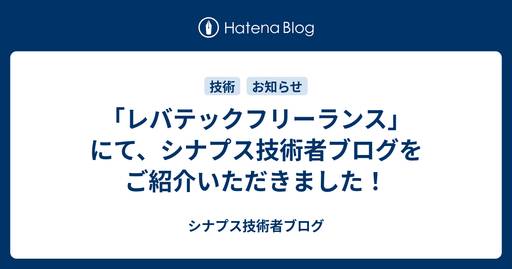 Hatena Blog
技術 お知らせ
「レバテックフリーランス」
にて、シナプス技術者ブログを
ご紹介いただきました！
シナプス技術者ブログ